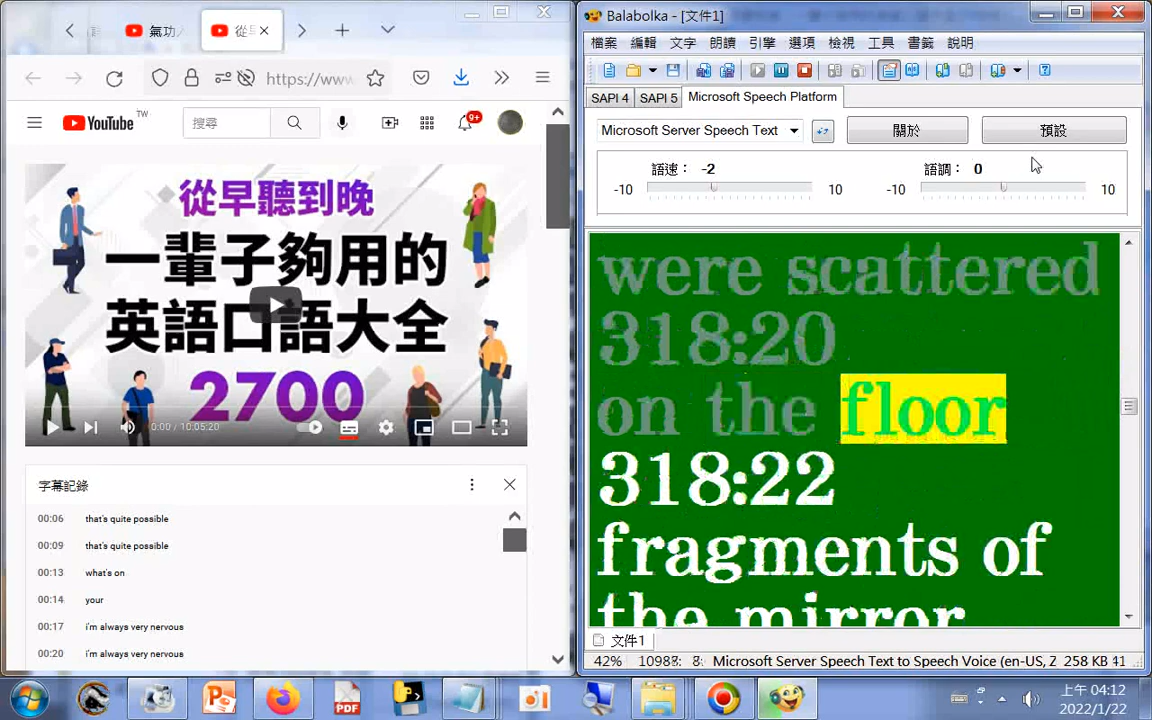 氣功
從
https://www
YouTube TW
搜尋
9+
從早聽到晚
一輩子夠用的
英語口語大全
2700
0:00 / 10:05:20
字幕記錄
00:06 that's quite possible
00:09 that's quite possible
00:13 what's on
00:14 your
00:17 i'm always very nervous
00:20 i'm always very nervous
Balabolka - [文件1]
檔案 編輯 文字 朗讀 引擎 選項 檢視 工具 書籤 說明
SAPI 4 SAPI 5 Microsoft Speech Platform
Microsoft Server Speech Text
關於
預設
語速： -2
-10 10
語調： 0
-10 10
were scattered
318:20
on the floor
318:22
fragments of
the mirror
文件1
42% Microsoft Server Speech Text to Speech Voice (en-US, Z 258 KB
PDF
上午 04:12
2022/1/22